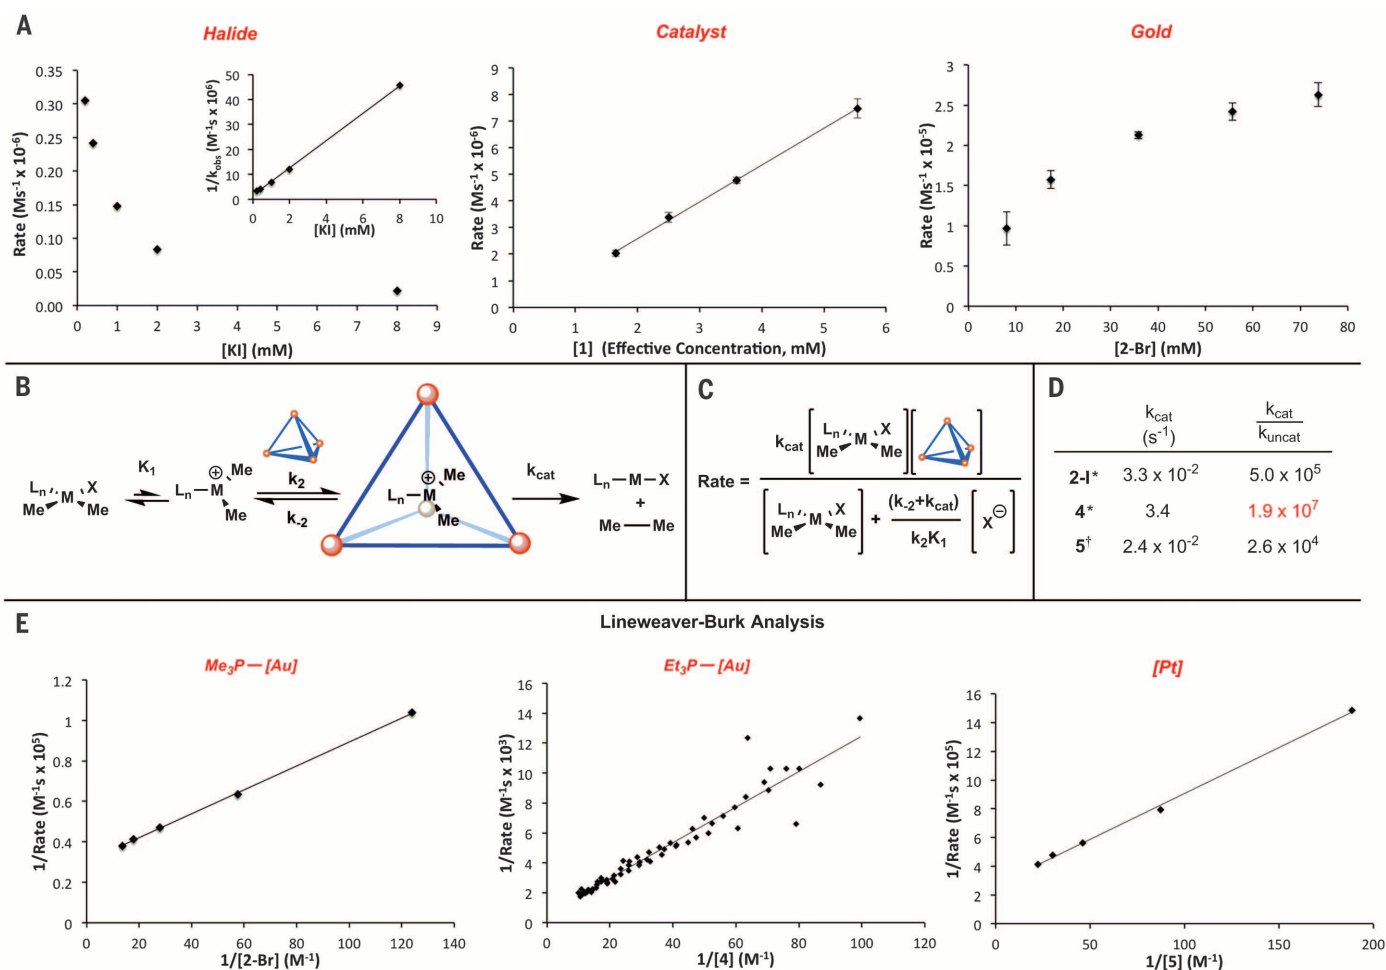 A
Halide
Rate (Ms⁻¹ x 10⁻⁶)
0.35
0.30
0.25
0.20
0.15
0.10
0.05
0.00
0 1 2 3 4 5 6 7 8 9
[KI] (mM)
1/kobs (M⁻¹s x 10⁶)
50
40
30
20
10
0
0 2 4 6 8 10
[KI] (mM)
Catalyst
Rate (Ms⁻¹ x 10⁻⁶)
9
8
7
6
5
4
3
2
1
0
0 1 2 3 4 5 6
[1] (Effective Concentration, mM)
Gold
Rate (Ms⁻¹ x 10⁻⁵)
3
2.5
2
1.5
1
0.5
0
0 10 20 30 40 50 60 70 80
[2-Br] (mM)
B
Ln M X
Me Me
K₁
⊕ Me
Ln—M
Me
k₂
k₋₂
⊕ Me
Ln—M
Me
kcat
Ln—M—X
+
Me—Me
C
Rate =
kcat [Ln M X Me Me] [ ]
[Ln M X Me Me] + (k₋₂+kcat) / k₂K₁ [X⊖]
D
kcat (s⁻¹) kcat / kuncat
2-I* 3.3 x 10⁻² 5.0 x 10⁵
4* 3.4 1.9 x 10⁷
5† 2.4 x 10⁻² 2.6 x 10⁴
E
Lineweaver-Burk Analysis
Me₃P—[Au]
1/Rate (M⁻¹s x 10⁵)
1.2
1
0.8
0.6
0.4
0.2
0
0 20 40 60 80 100 120 140
1/[2-Br] (M⁻¹)
Et₃P—[Au]
1/Rate (M⁻¹s x 10³)
16
14
12
10
8
6
4
2
0
0 20 40 60 80 100 120
1/[4] (M⁻¹)
[Pt]
1/Rate (M⁻¹s x 10⁵)
16
14
12
10
8
6
4
2
0
0 50 100 150 200
1/[5] (M⁻¹)